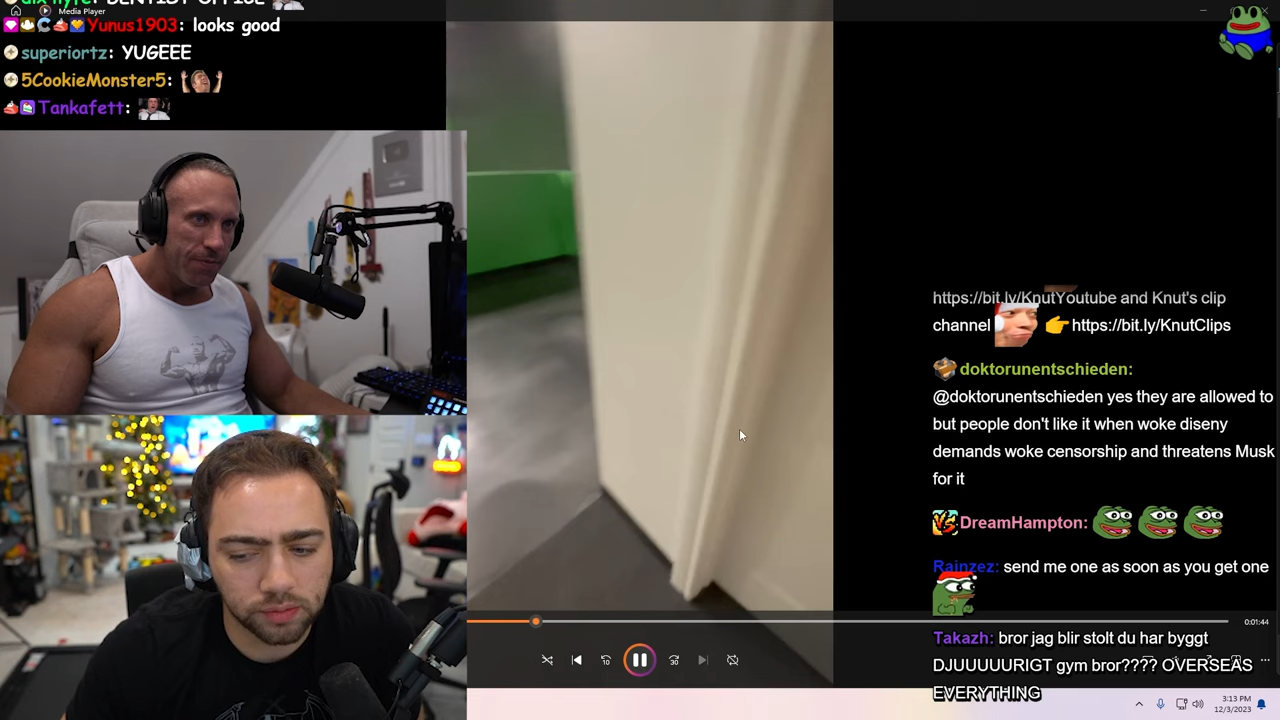 Media Player
Yunus1903: looks good
superiortz: YUGEEE
5CookieMonster5:
Tankafett:
https://bit.ly/KnutYoutube and Knut's clip
channel https://bit.ly/KnutClips
doktorunentschieden:
@doktorunentschieden yes they are allowed to
but people don't like it when woke diseny
demands woke censorship and threatens Musk
for it
DreamHampton:
Rainzez: send me one as soon as you get one
0:01:44
10
30
Takazh: bror jag blir stolt du har byggt
DJUUUUURIGT gym bror???? OVERSEAS
EVERYTHING
3:13 PM
12/3/2023